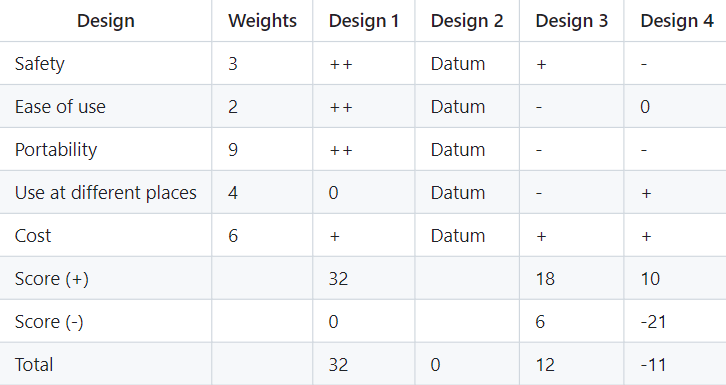 Design Weights Design 1 Design 2 Design 3 Design 4
Safety 3 ++ Datum + -
Ease of use 2 ++ Datum - 0
Portability 9 ++ Datum - -
Use at different places 4 0 Datum - +
Cost 6 + Datum + +
Score (+) 32 18 10
Score (-) 0 6 -21
Total 32 0 12 -11